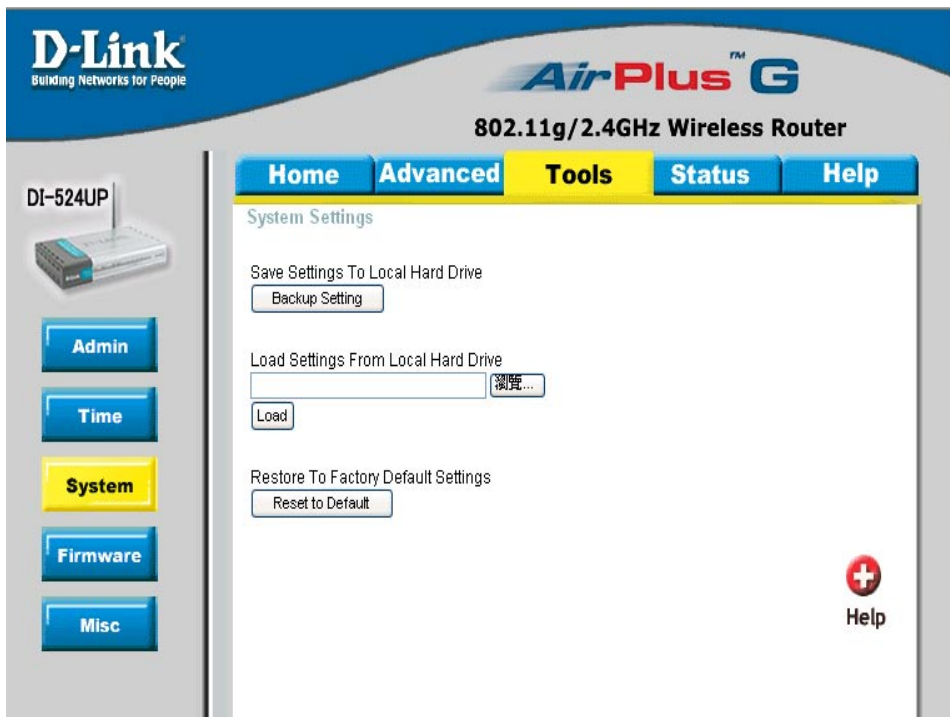 D-Link
Building Networks for People
AirPlus™G
802.11g/2.4GHz Wireless Router
DI-524UP
Home Advanced Tools Status Help
System Settings
Save Settings To Local Hard Drive
Backup Setting
Admin
Load Settings From Local Hard Drive
瀏覽...
Time
Load
System
Restore To Factory Default Settings
Reset to Default
Firmware
Misc
Help